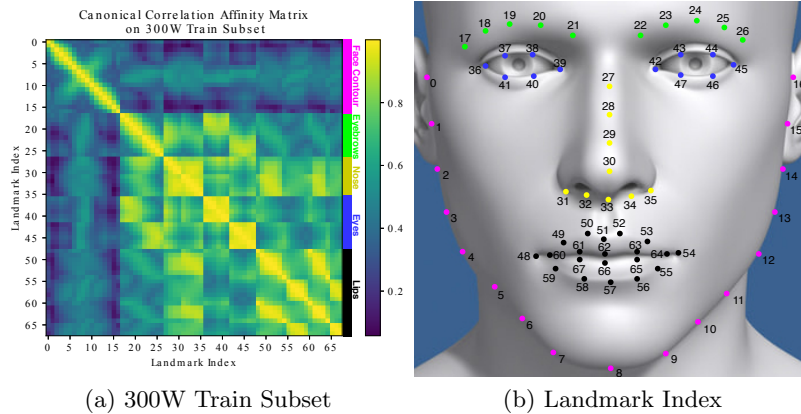 Canonical Correlation Affinity Matrix
on 300W Train Subset
Landmark Index
0
5
10
15
20
25
30
35
40
45
50
55
60
65
0 5 10 15 20 25 30 35 40 45 50 55 60 65
Landmark Index
Face Contour
Eyebrows
Nose
Eyes
Lips
0.8
0.6
0.4
0.2
(a) 300W Train Subset
17 18 19 20 21 22 23 24 25 26
36 37 38 39 40 41 42 43 44 45 46 47
27
28
29
30
31 32 33 34 35
0
1
2
3
4
5
6
7
8
9
10
11
12
13
14
15
16
48 49 50 51 52 53 54
55 56 57 58 59
60 61 62 63 64
65 66 67
(b) Landmark Index